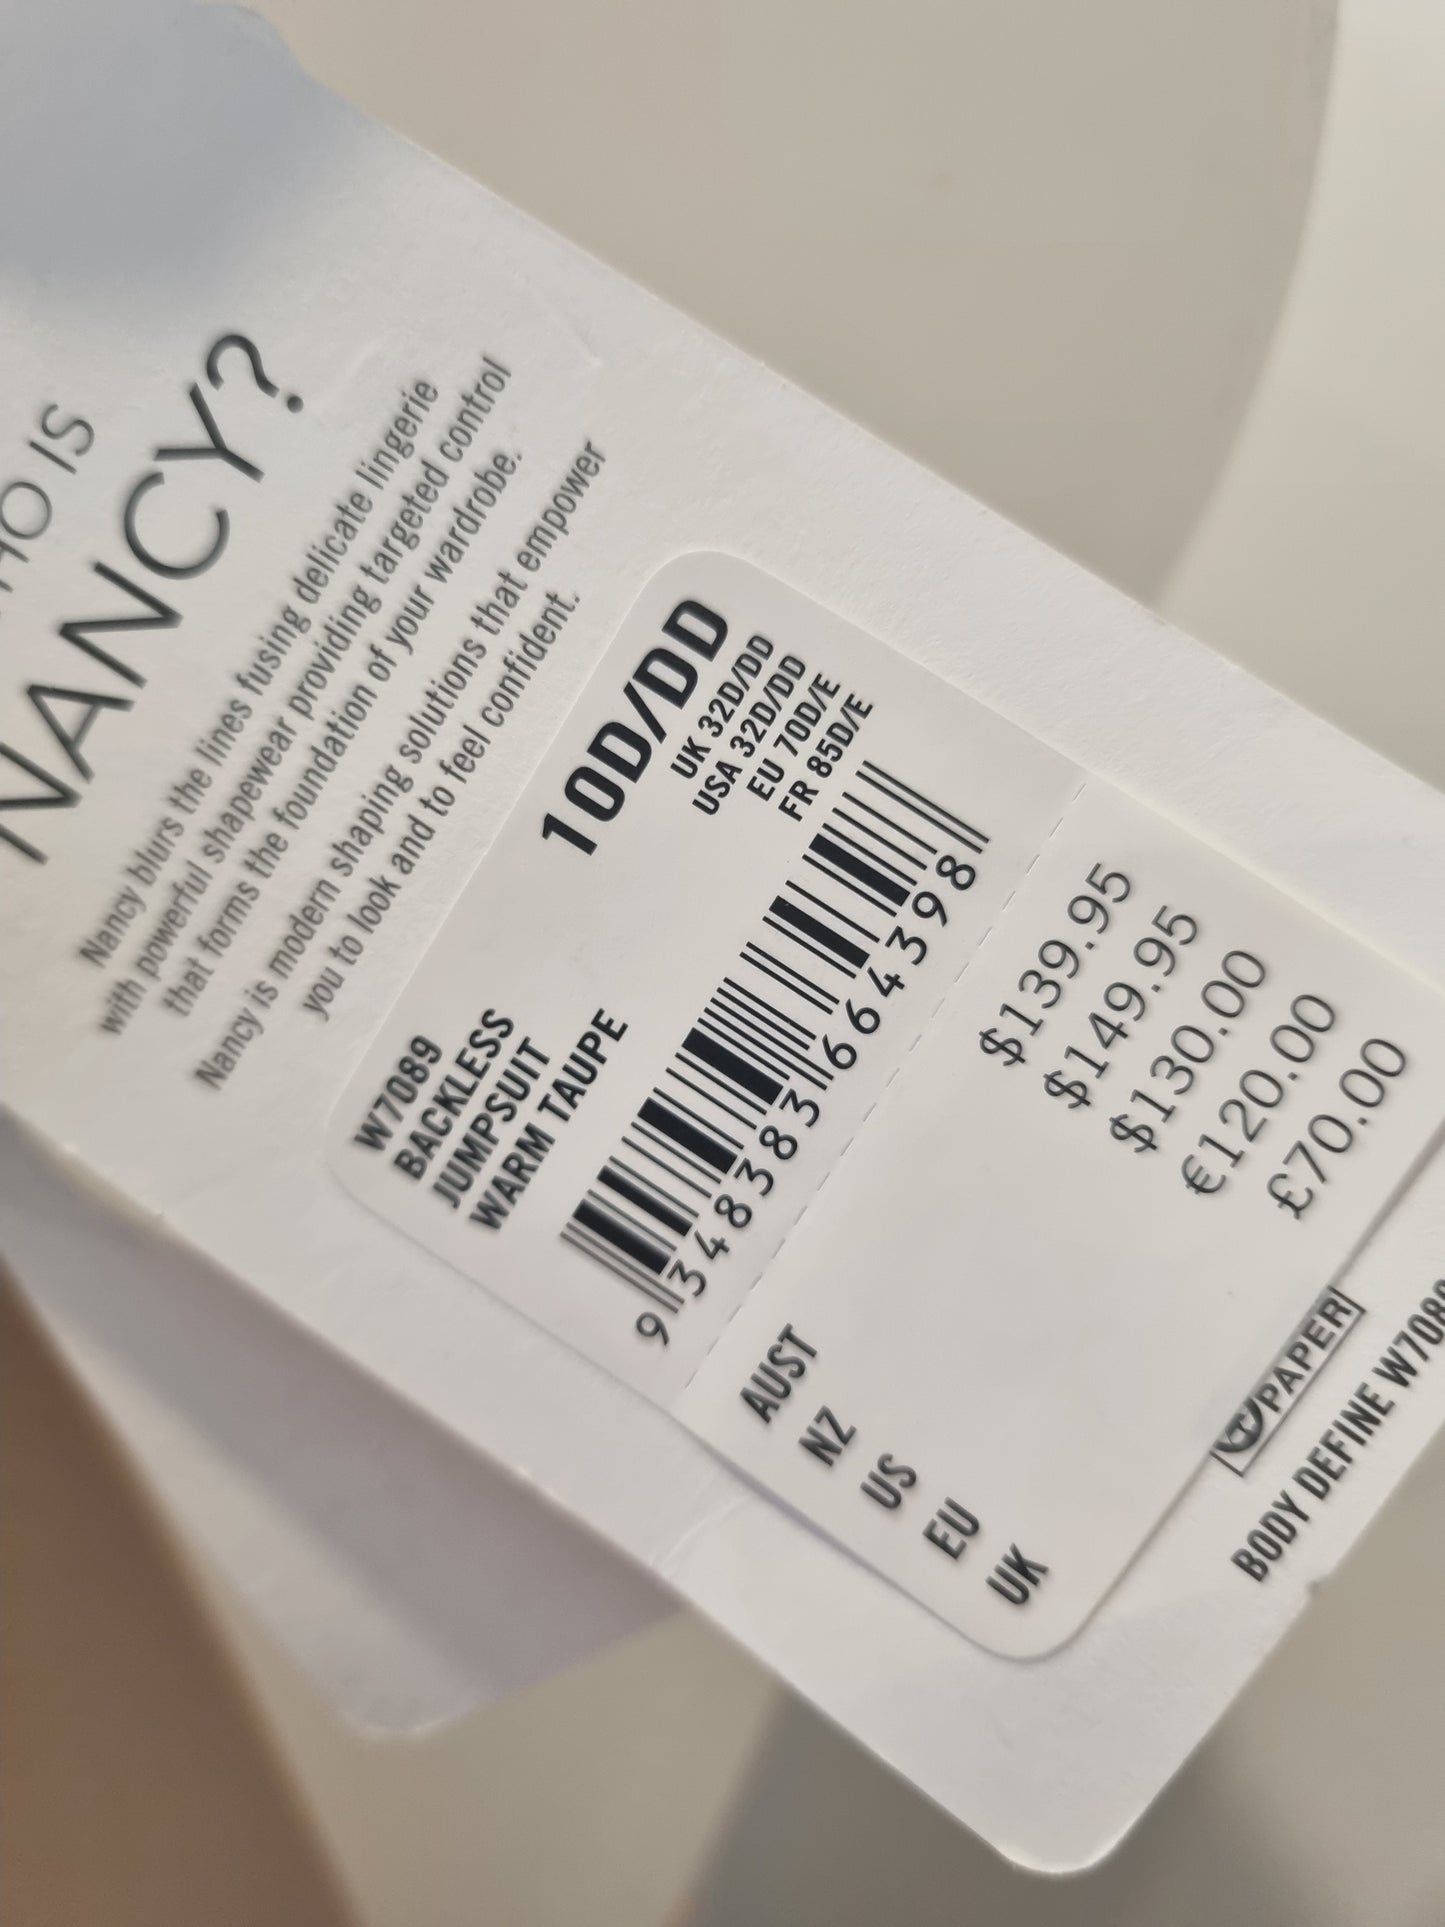 HO IS
NANCY?
Nancy blurs the lines fusing delicate lingerie
with powerful shapewear providing targeted control
that forms the foundation of your wardrobe.
Nancy is modern shaping solutions that empower
you to look and to feel confident.
10D/DD
UK 32D/DD
USA 32D/DD
EU 70D/E
FR 85D/E
W7089
BACKLESS
JUMPSUIT
WARM TAUPE
9 348383 664398
AUST $139.95
NZ $149.95
US $130.00
EU €120.00
UK £70.00
PAPER
BODY DEFINE W7089